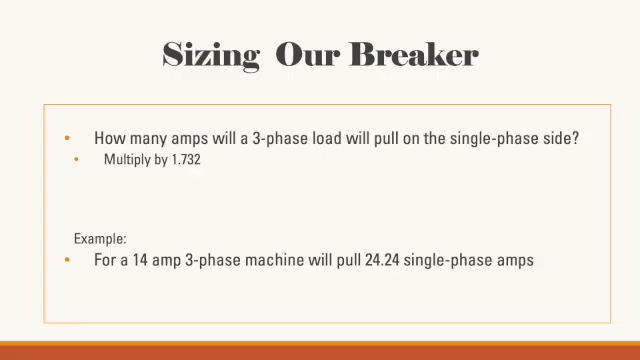 Sizing Our Breaker
• How many amps will a 3-phase load will pull on the single-phase side?
• Multiply by 1.732
Example:
• For a 14 amp 3-phase machine will pull 24.24 single-phase amps